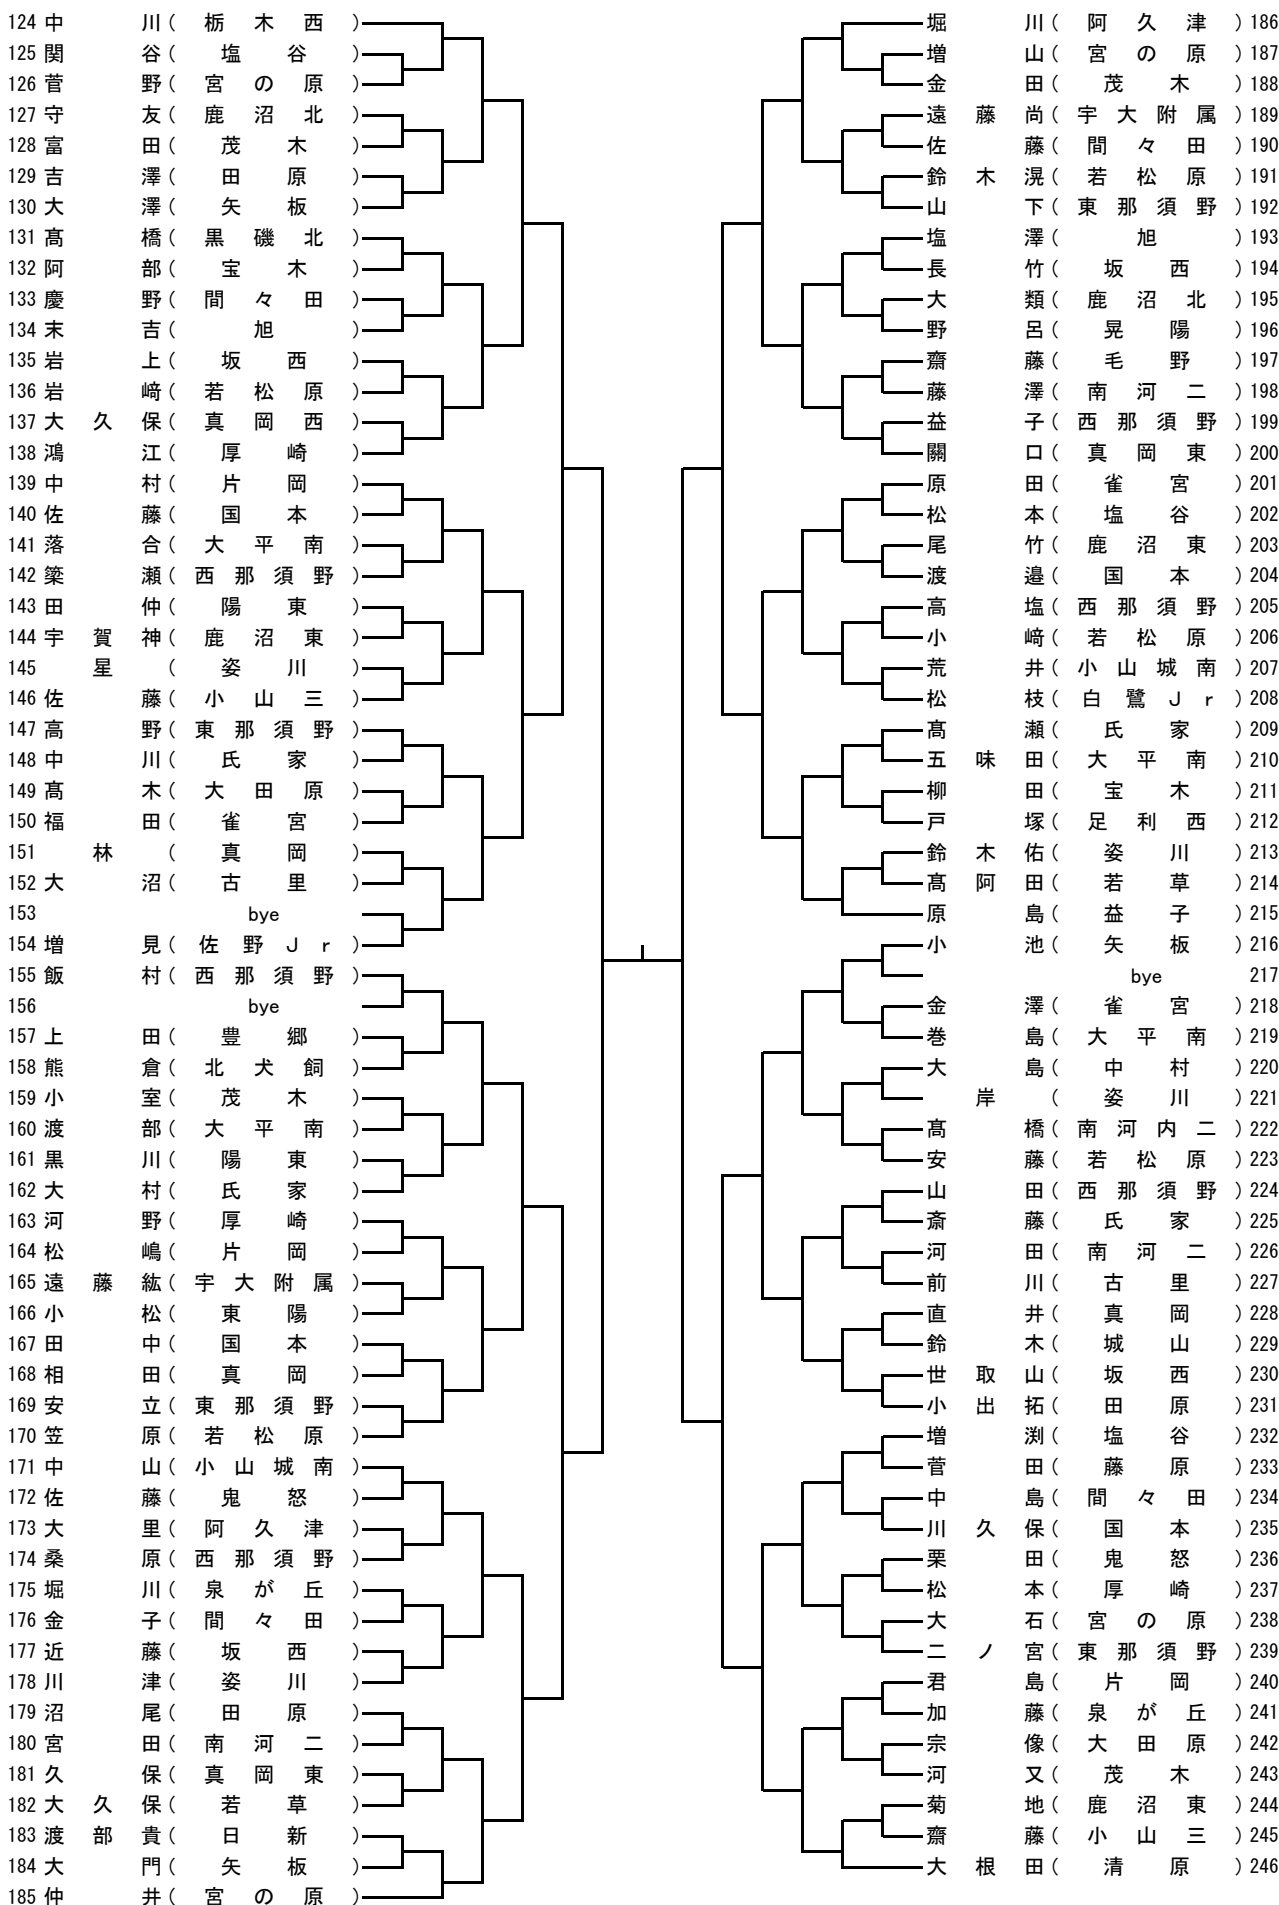 124 中川 ( 栃木西 )
125 関谷 ( 塩谷 )
126 菅野 ( 宮の原 )
127 守友 ( 鹿沼北 )
128 富田 ( 茂木 )
129 吉澤 ( 田原 )
130 大澤 ( 矢板 )
131 髙橋 ( 黒磯北 )
132 阿部 ( 宝木 )
133 慶野 ( 間々田 )
134 末吉 ( 旭 )
135 岩上 ( 坂西 )
136 岩﨑 ( 若松原 )
137 大久保 ( 真岡西 )
138 鴻江 ( 厚崎 )
139 中村 ( 片岡 )
140 佐藤 ( 国本 )
141 落合 ( 大平南 )
142 簗瀬 ( 西那須野 )
143 田仲 ( 陽東 )
144 宇賀神 ( 鹿沼東 )
145 星 ( 姿川 )
146 佐藤 ( 小山三 )
147 高野 ( 東那須野 )
148 中川 ( 氏家 )
149 髙木 ( 大田原 )
150 福田 ( 雀宮 )
151 林 ( 真岡 )
152 大沼 ( 古里 )
153 bye
154 増見 ( 佐野Jr )
155 飯村 ( 西那須野 )
156 bye
157 上田 ( 豊郷 )
158 熊倉 ( 北犬飼 )
159 小室 ( 茂木 )
160 渡部 ( 大平南 )
161 黒川 ( 陽東 )
162 大村 ( 氏家 )
163 河野 ( 厚崎 )
164 松嶋 ( 片岡 )
165 遠藤紘 ( 宇大附属 )
166 小松 ( 東陽 )
167 田中 ( 国本 )
168 相田 ( 真岡 )
169 安立 ( 東那須野 )
170 笠原 ( 若松原 )
171 中山 ( 小山城南 )
172 佐藤 ( 鬼怒 )
173 大里 ( 阿久津 )
174 桑原 ( 西那須野 )
175 堀川 ( 泉が丘 )
176 金子 ( 間々田 )
177 近藤 ( 坂西 )
178 川津 ( 姿川 )
179 沼尾 ( 田原 )
180 宮田 ( 南河二 )
181 久保 ( 真岡東 )
182 大久保 ( 若草 )
183 渡部貴 ( 日新 )
184 大門 ( 矢板 )
185 仲井 ( 宮の原 )
堀川 ( 阿久津 ) 186
増山 ( 宮の原 ) 187
金田 ( 茂木 ) 188
遠藤尚 ( 宇大附属 ) 189
佐藤 ( 間々田 ) 190
鈴木滉 ( 若松原 ) 191
山下 ( 東那須野 ) 192
塩澤 ( 旭 ) 193
長竹 ( 坂西 ) 194
大類 ( 鹿沼北 ) 195
野呂 ( 晃陽 ) 196
齋藤 ( 毛野 ) 197
藤澤 ( 南河二 ) 198
益子 ( 西那須野 ) 199
關口 ( 真岡東 ) 200
原田 ( 雀宮 ) 201
松本 ( 塩谷 ) 202
尾竹 ( 鹿沼東 ) 203
渡邉 ( 国本 ) 204
高塩 ( 西那須野 ) 205
小﨑 ( 若松原 ) 206
荒井 ( 小山城南 ) 207
松枝 ( 白鷺Jr ) 208
髙瀬 ( 氏家 ) 209
五味田 ( 大平南 ) 210
柳田 ( 宝木 ) 211
戸塚 ( 足利西 ) 212
鈴木佑 ( 姿川 ) 213
髙阿田 ( 若草 ) 214
原島 ( 益子 ) 215
小池 ( 矢板 ) 216
bye 217
金澤 ( 雀宮 ) 218
巻島 ( 大平南 ) 219
大島 ( 中村 ) 220
岸 ( 姿川 ) 221
髙橋 ( 南河内二 ) 222
安藤 ( 若松原 ) 223
山田 ( 西那須野 ) 224
斎藤 ( 氏家 ) 225
河田 ( 南河二 ) 226
前川 ( 古里 ) 227
直井 ( 真岡 ) 228
鈴木 ( 城山 ) 229
世取山 ( 坂西 ) 230
小出拓 ( 田原 ) 231
増渕 ( 塩谷 ) 232
菅田 ( 藤原 ) 233
中島 ( 間々田 ) 234
川久保 ( 国本 ) 235
栗田 ( 鬼怒 ) 236
松本 ( 厚崎 ) 237
大石 ( 宮の原 ) 238
二ノ宮 ( 東那須野 ) 239
君島 ( 片岡 ) 240
加藤 ( 泉が丘 ) 241
宗像 ( 大田原 ) 242
河又 ( 茂木 ) 243
菊地 ( 鹿沼東 ) 244
齋藤 ( 小山三 ) 245
大根田 ( 清原 ) 246